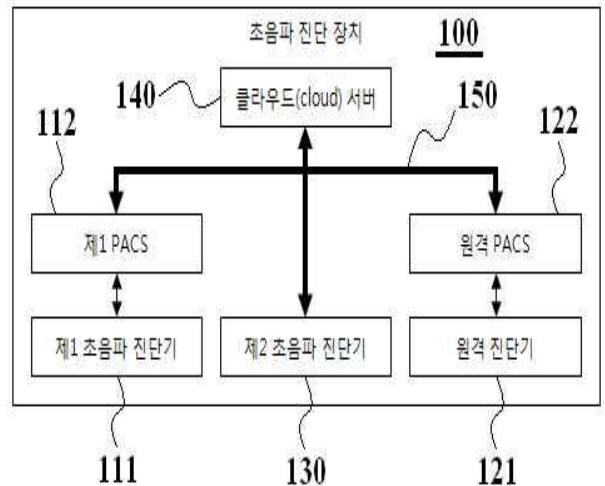 초음파 진단 장치 100
140 클라우드(cloud) 서버 150
112 122
제1 PACS 원격 PACS
제1 초음파 진단기 제2 초음파 진단기 원격 진단기
111 130 121